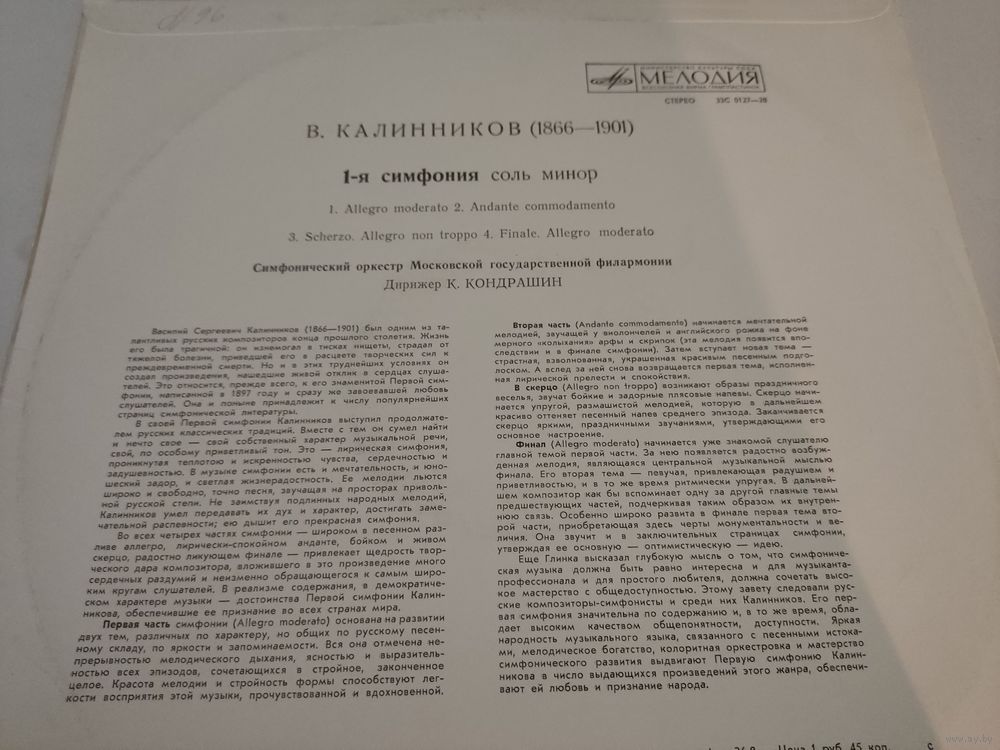 96
МИНИСТЕРСТВО КУЛЬТУРЫ СССР
МЕЛОДИЯ
ВСЕСОЮЗНАЯ ФИРМА ГРАМПЛАСТИНОК
СТЕРЕО 33С 0127—28
В. КАЛИННИКОВ (1866—1901)
1-я симфония соль минор
1. Allegro moderato 2. Andante commodamento
3. Scherzo. Allegro non troppo 4. Finale. Allegro moderato
Симфонический оркестр Московской государственной филармонии
Дирижер К. КОНДРАШИН
Василий Сергеевич Калинников (1866—1901) был одним из та-
лантливых русских композиторов конца прошлого столетия. Жизнь
его была трагичной: он изнемогал в тисках нищеты, страдал от
тяжелой болезни, приведшей его в расцвете творческих сил к
преждевременной смерти. Но и в этих труднейших условиях он
создал произведения, нашедшие живой отклик в сердцах слуша-
телей. Это относится, прежде всего, к его знаменитой Первой сим-
фонии, написанной в 1897 году и сразу же завоевавшей любовь
слушателей. Она и поныне принадлежит к числу популярнейших
страниц симфонической литературы.
В своей Первой симфонии Калинников выступил продолжате-
лем русских классических традиций. Вместе с тем он сумел найти
и нечто свое — свой собственный характер музыкальной речи,
свой, по особому приветливый тон. Это — лирическая симфония,
проникнутая теплотою и искренностью чувства, сердечностью и
задушевностью. В музыке симфонии есть и мечтательность, и юно-
шеский задор, и светлая жизнерадостность. Ее мелодии льются
широко и свободно, точно песня, звучащая на просторах приволь-
ной русской степи. Не заимствуя подлинных народных мелодий,
Калинников умел передавать их дух и характер, достигать заме-
чательной распевности; ею дышит его прекрасная симфония.
Во всех четырех частях симфонии — широком в песенном раз-
ливе аллегро, лирически-спокойном анданте, бойком и живом
скерцо, радостно ликующем финале — привлекает щедрость твор-
ческого дара композитора, вложившего в это произведение много
сердечных раздумий и неизменно обращающегося к самым широ-
ким кругам слушателей. В реализме содержания, в демократиче-
ском характере музыки — достоинства Первой симфонии Калин-
никова, обеспечившие ее признание во всех странах мира.
Первая часть симфонии (Allegro moderato) основана на развитии
двух тем, различных по характеру, но общих по русскому песен-
ному складу, по яркости и запоминаемости. Вся она отмечена не-
прерывностью мелодического дыхания, ясностью и выразитель-
ностью всех эпизодов, сочетающихся в стройное, законченное
целое. Красота мелодии и стройность формы способствуют лег-
кости восприятия этой музыки, прочувствованной и вдохновенной.
Вторая часть (Andante commodamento) начинается мечтательной
мелодией, звучащей у виолончелей и английского рожка на фоне
мерного «колыхания» арфы и скрипок (эта мелодия появится впо-
следствии и в финале симфонии). Затем вступает новая тема —
страстная, взволнованная, украшенная красивым песенным подго-
лоском. А вслед за ней снова возвращается первая тема, исполнен-
ная лирической прелести и спокойствия.
В скерцо (Allegro non troppo) возникают образы праздничного
веселья, звучат бойкие и задорные плясовые напевы. Скерцо начи-
нается упругой, размашистой мелодией, которую в дальнейшем
красиво оттеняет песенный напев среднего эпизода. Заканчивается
скерцо яркими, праздничными звучаниями, утверждающими его
основное настроение.
Финал (Allegro moderato) начинается уже знакомой слушателю
главной темой первой части. За нею появляется радостно возбуж-
денная мелодия, являющаяся центральной музыкальной мыслью
финала. Его вторая тема — певучая, привлекающая радушием и
приветливостью, и в то же время ритмически упругая. В дальней-
шем композитор как бы вспоминает одну за другой главные темы
предшествующих частей, подчеркивая таким образом их внутрен-
нюю связь. Особенно широко развита в финале первая тема вто-
рой части, приобретающая здесь черты монументальности и ве-
личия. Она звучит и в заключительных страницах симфонии,
утверждая ее основную — оптимистическую — идею.
Еще Глинка высказал глубокую мысль о том, что симфониче-
ская музыка должна быть равно интересна и для музыканта-
профессионала и для простого любителя, должна сочетать высо-
кое мастерство с общедоступностью. Этому завету следовали рус-
ские композиторы-симфонисты и среди них Калинников. Его пер-
вая симфония значительна по содержанию и, в то же время, обла-
дает высоким качеством общепонятности, доступности. Яркая
народность музыкального языка, связанного с песенными истока-
ми, мелодическое богатство, колоритная оркестровка и мастерство
симфонического развития выдвигают Первую симфонию Калин-
никова в число выдающихся произведений этого жанра, обеспечи-
вают ей любовь и признание народа.
Цена 1 руб. 45 коп.
www.ay.by